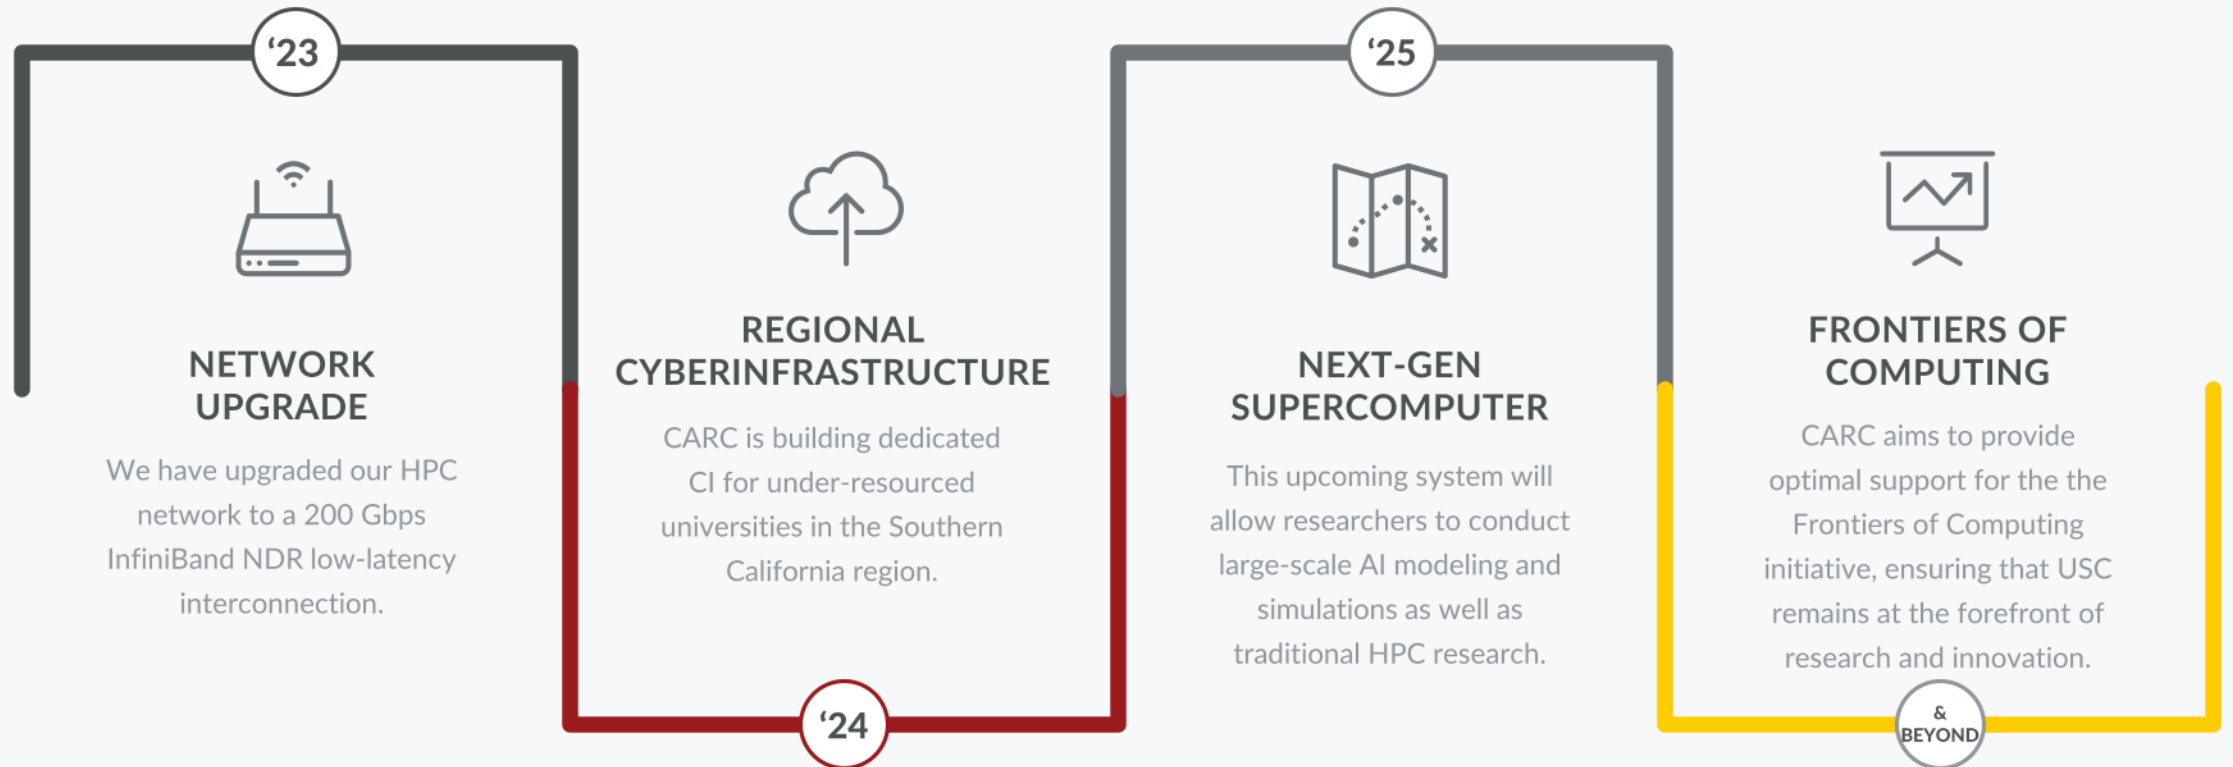 ‘23
NETWORK
UPGRADE
We have upgraded our HPC
network to a 200 Gbps
InfiniBand NDR low-latency
interconnection.
REGIONAL
CYBERINFRASTRUCTURE
CARC is building dedicated
CI for under-resourced
universities in the Southern
California region.
‘24
‘25
NEXT-GEN
SUPERCOMPUTER
This upcoming system will
allow researchers to conduct
large-scale AI modeling and
simulations as well as
traditional HPC research.
FRONTIERS OF
COMPUTING
CARC aims to provide
optimal support for the the
Frontiers of Computing
initiative, ensuring that USC
remains at the forefront of
research and innovation.
&
BEYOND